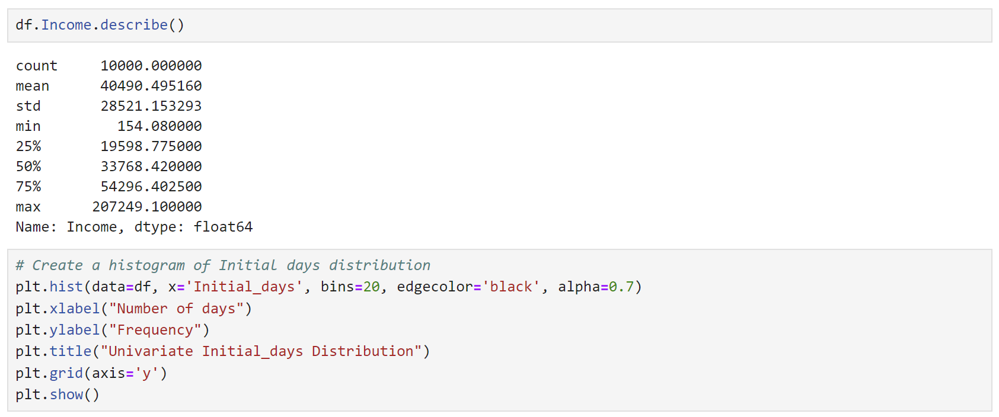 df.Income.describe()
count     10000.000000
mean      40490.495160
std       28521.153293
min         154.080000
25%       19598.775000
50%       33768.420000
75%       54296.402500
max      207249.100000
Name: Income, dtype: float64
# Create a histogram of Initial days distribution
plt.hist(data=df, x='Initial_days', bins=20, edgecolor='black', alpha=0.7)
plt.xlabel("Number of days")
plt.ylabel("Frequency")
plt.title("Univariate Initial_days Distribution")
plt.grid(axis='y')
plt.show()